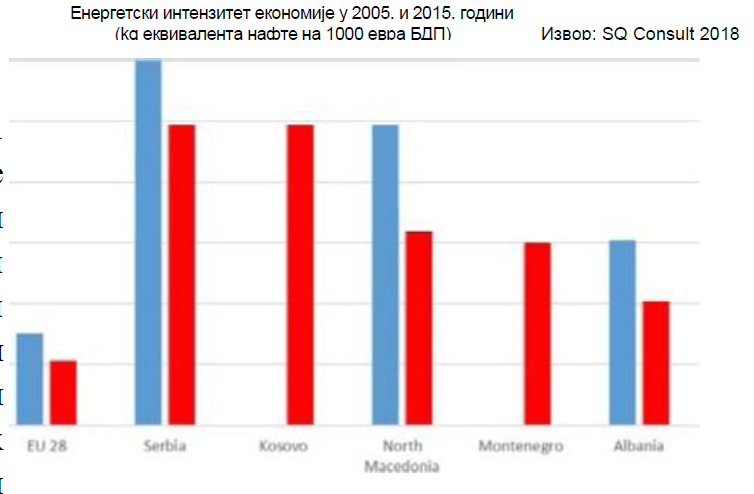 Енергетски интензитет економије у 2005. и 2015. години
(kg еквивалента нафте на 1000 евра БДП)
Извор: SQ Consult 2018
EU 28
Serbia
Kosovo
North
Macedonia
Montenegro
Albania